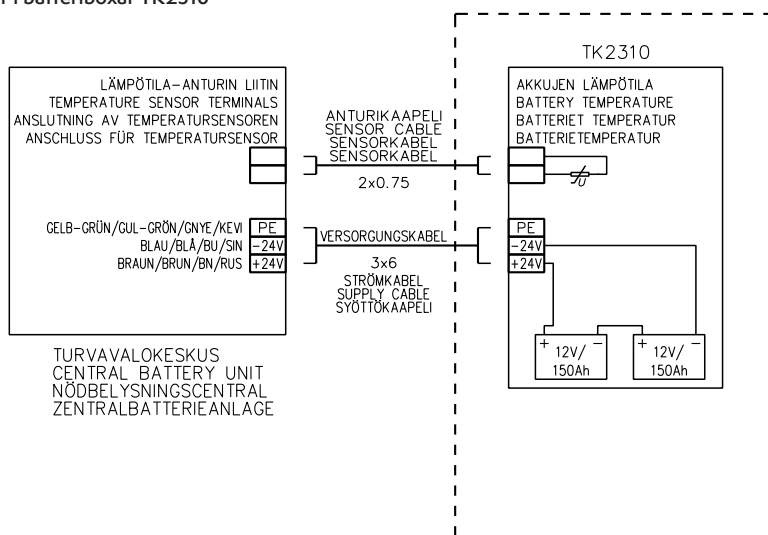 TK2310
LÄMPÖTILA-ANTURIN LIITIN
TEMPERATURE SENSOR TERMINALS
ANSLUTNING AV TEMPERATURSENSOREN
ANSCHLUSS FÜR TEMPERATURSENSOR
ANTURIKAAPELI
SENSOR CABLE
SENSORKABEL
SENSORKABEL
2x0.75
AKKUJEN LÄMPÖTILA
BATTERY TEMPERATURE
BATTERIET TEMPERATUR
BATTERIETEMPERATUR
U
GELB-GRÜN/GUL-GRÖN/GNYE/KEVI PE
BLAU/BLÅ/BU/SIN -24V
BRAUN/BRUN/BN/RUS +24V
VERSORGUNGSKABEL
3x6
STRÖMKABEL
SUPPLY CABLE
SYÖTTÖKAAPELI
PE
-24V
+24V
+ 12V/ -
150Ah
+ 12V/ -
150Ah
TURVAVALOKESKUS
CENTRAL BATTERY UNIT
NÖDBELYSNINGSCENTRAL
ZENTRALBATTERIEANLAGE